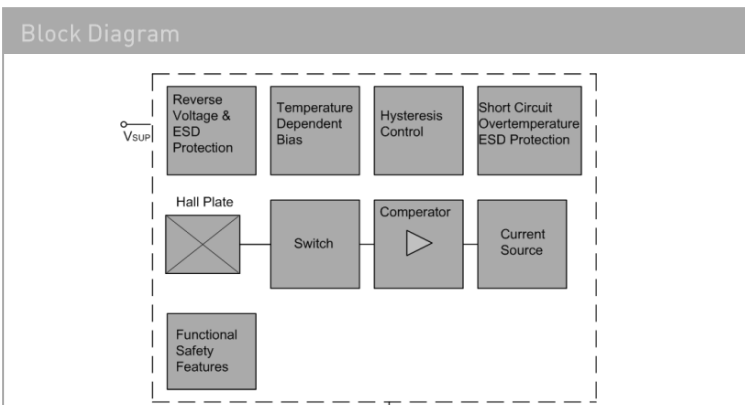 Block Diagram
Reverse
Voltage &
ESD
Protection
Temperature
Dependent
Bias
Hysteresis
Control
Short Circuit
Overtemperature
ESD Protection
VSUP
Hall Plate
Switch
Comperator
Current
Source
Functional
Safety
Features